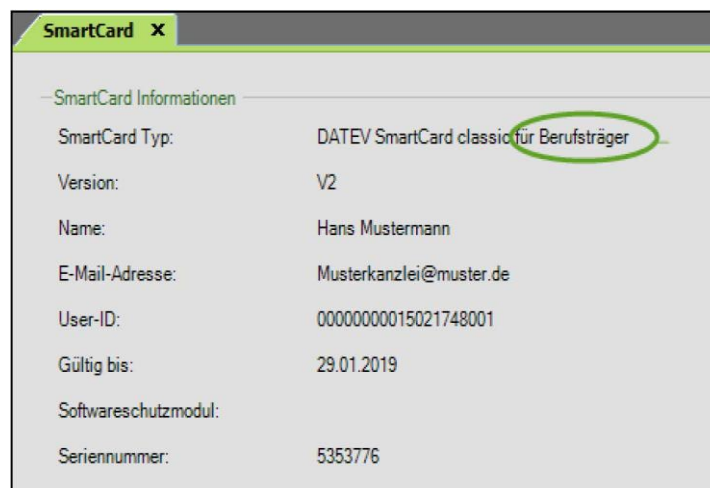 SmartCard X
SmartCard Informationen
SmartCard Typ: DATEV SmartCard classic für Berufsträger
Version: V2
Name: Hans Mustermann
E-Mail-Adresse: Musterkanzlei@muster.de
User-ID: 00000000015021748001
Gültig bis: 29.01.2019
Softwareschutzmodul:
Seriennummer: 5353776